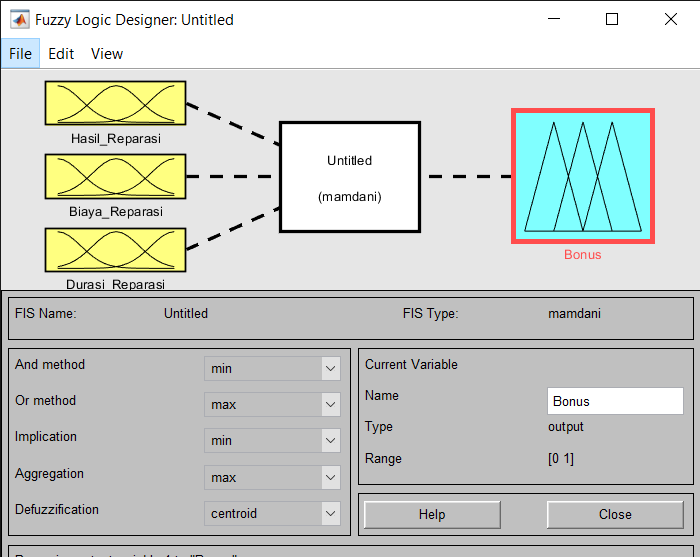 Fuzzy Logic Designer: Untitled
File Edit View
Hasil_Reparasi
Biaya_Reparasi
Durasi_Reparasi
Untitled
(mamdani)
Bonus
FIS Name: Untitled FIS Type: mamdani
And method min
Or method max
Implication min
Aggregation max
Defuzzification centroid
Current Variable
Name Bonus
Type output
Range [0 1]
Help Close